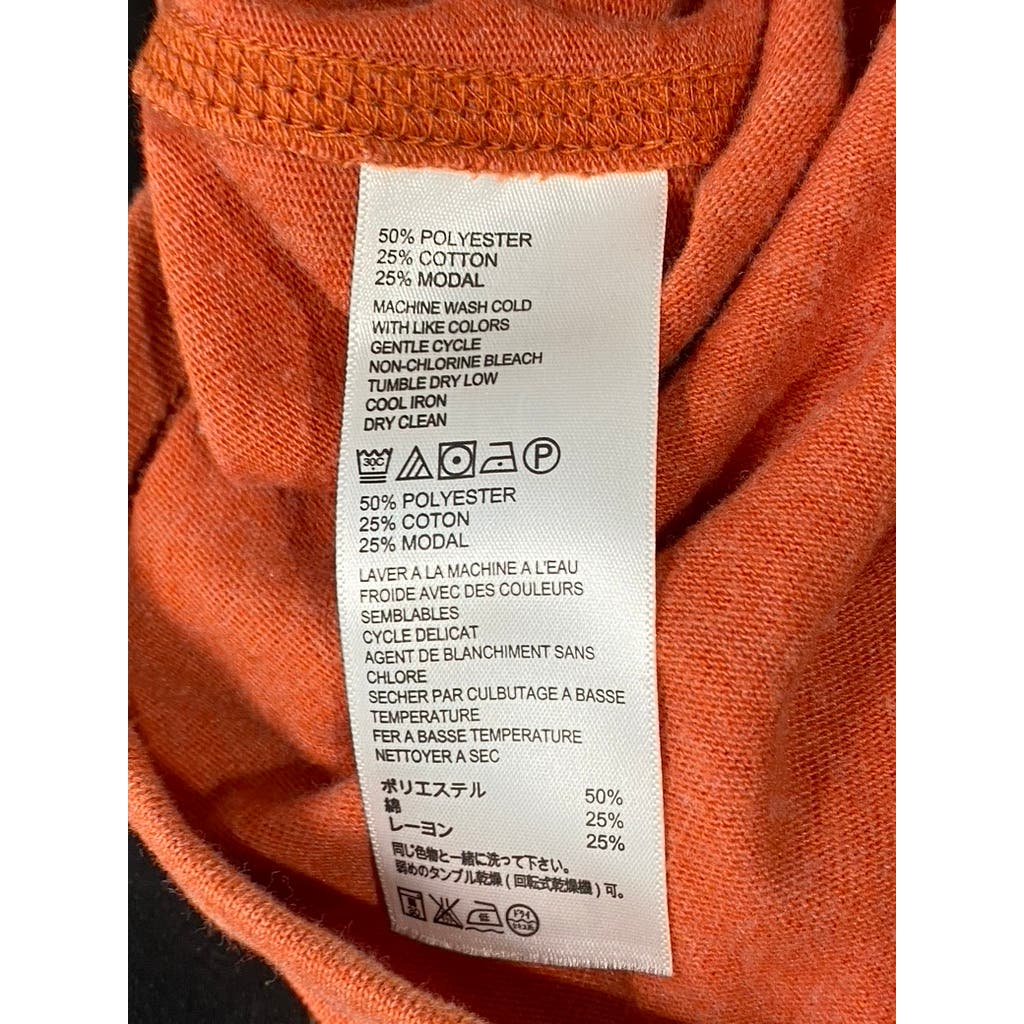 50% POLYESTER
25% COTTON
25% MODAL
MACHINE WASH COLD
WITH LIKE COLORS
GENTLE CYCLE
NON-CHLORINE BLEACH
TUMBLE DRY LOW
COOL IRON
DRY CLEAN
30C P
50% POLYESTER
25% COTON
25% MODAL
LAVER A LA MACHINE A L'EAU
FROIDE AVEC DES COULEURS
SEMBLABLES
CYCLE DELICAT
AGENT DE BLANCHIMENT SANS
CHLORE
SECHER PAR CULBUTAGE A BASSE
TEMPERATURE
FER A BASSE TEMPERATURE
NETTOYER A SEC
ポリエステル 50%
綿 25%
レーヨン 25%
同じ色物と一緒に洗って下さい。
弱めのタンブル乾燥(回転式乾燥機)可。
低 ドライ